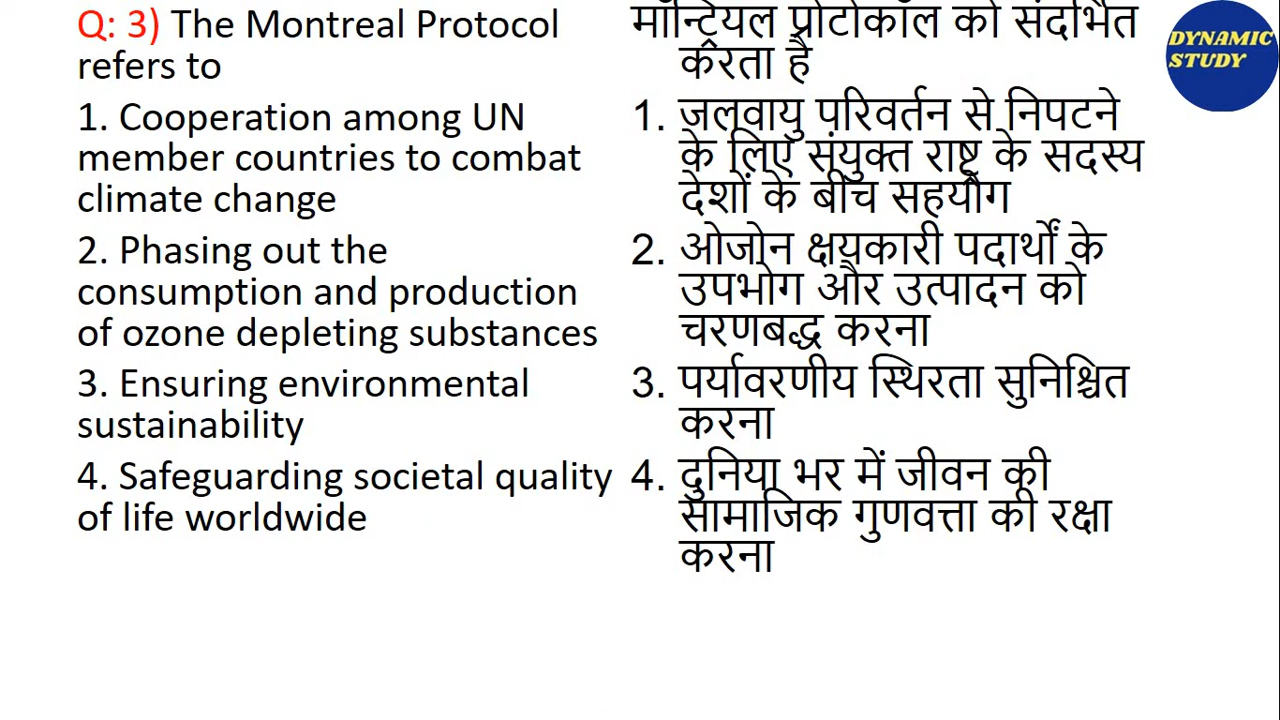 Q: 3) The Montreal Protocol
refers to
1. Cooperation among UN
member countries to combat
climate change
2. Phasing out the
consumption and production
of ozone depleting substances
3. Ensuring environmental
sustainability
4. Safeguarding societal quality
of life worldwide
मॉन्ट्रियल प्रोटोकॉल को संदर्भित
करता है
1. जलवायु परिवर्तन से निपटने
के लिए संयुक्त राष्ट्र के सदस्य
देशों के बीच सहयोग
2. ओजोन क्षयकारी पदार्थों के
उपभोग और उत्पादन को
चरणबद्ध करना
3. पर्यावरणीय स्थिरता सुनिश्चित
करना
4. दुनिया भर में जीवन की
सामाजिक गुणवत्ता की रक्षा
करना
DYNAMIC
STUDY